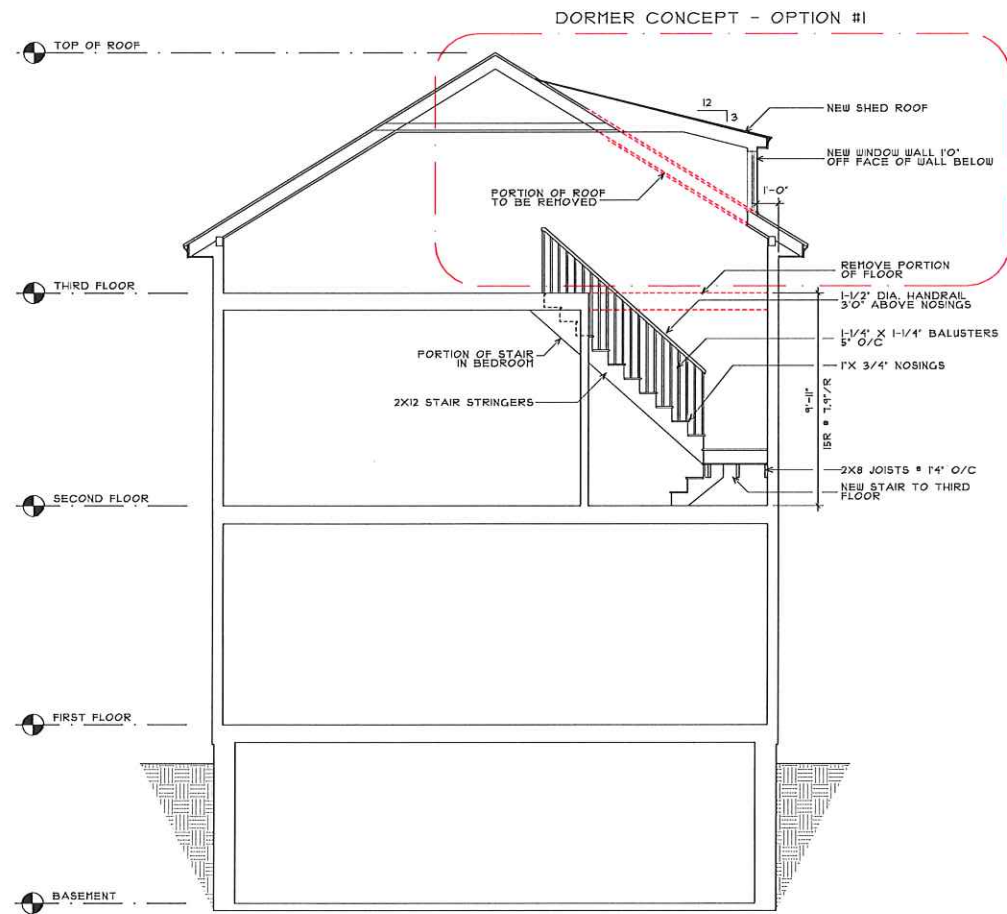 DORMER CONCEPT - OPTION #1
TOP OF ROOF
12
3
NEW SHED ROOF
NEW WINDOW WALL 1'0"
OFF FACE OF WALL BELOW
1'-0"
PORTION OF ROOF
TO BE REMOVED
THIRD FLOOR
REMOVE PORTION
OF FLOOR
1-1/2" DIA. HANDRAIL
3'0" ABOVE NOSINGS
1-1/4" X 1-1/4" BALUSTERS
5" O/C
1"X 3/4" NOSINGS
PORTION OF STAIR
IN BEDROOM
2X12 STAIR STRINGERS
9'-11"
15R @ 7.9"/R
2X8 JOISTS @ 1'4" O/C
NEW STAIR TO THIRD
FLOOR
SECOND FLOOR
FIRST FLOOR
BASEMENT